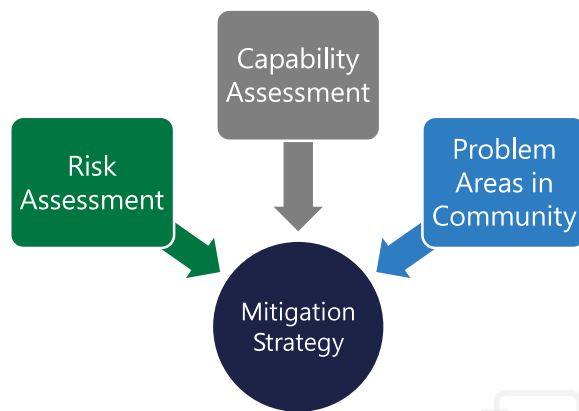 Capability
Assessment
Risk
Assessment
Problem
Areas in
Community
Mitigation
Strategy